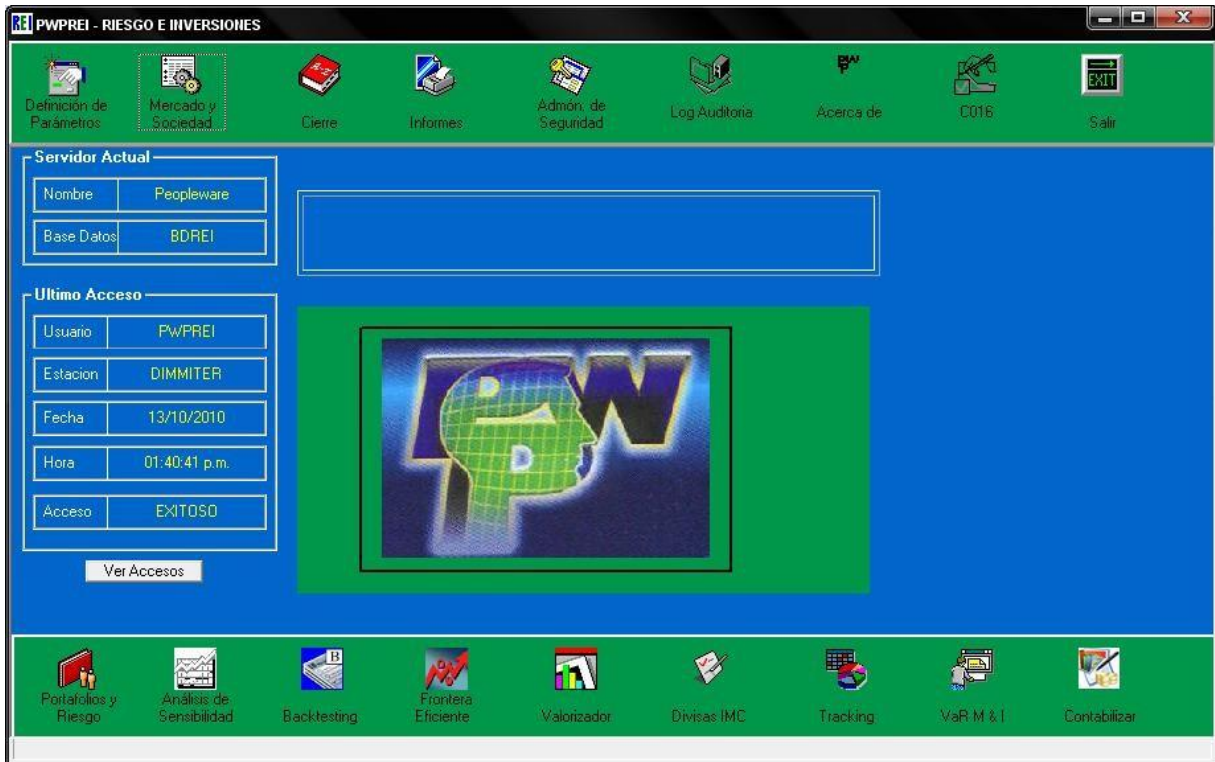 REI PWPREI - RIESGO E INVERSIONES
Definición de
Parámetros
Mercado y
Sociedad
Cierre
Informes
Admón. de
Seguridad
Log Auditoria
Acerca de
C016
EXIT
Salir
Servidor Actual
Nombre Peopleware
Base Datos BDREI
Ultimo Acceso
Usuario PWPREI
Estacion DIMMITER
Fecha 13/10/2010
Hora 01:40:41 p.m.
Acceso EXITOSO
Ver Accesos
PPW
Portafolios y
Riesgo
Análisis de
Sensibilidad
B
Backtesting
Frontera
Eficiente
Valorizador
Divisas IMC
Tracking
VaR M & I
Contabilizar